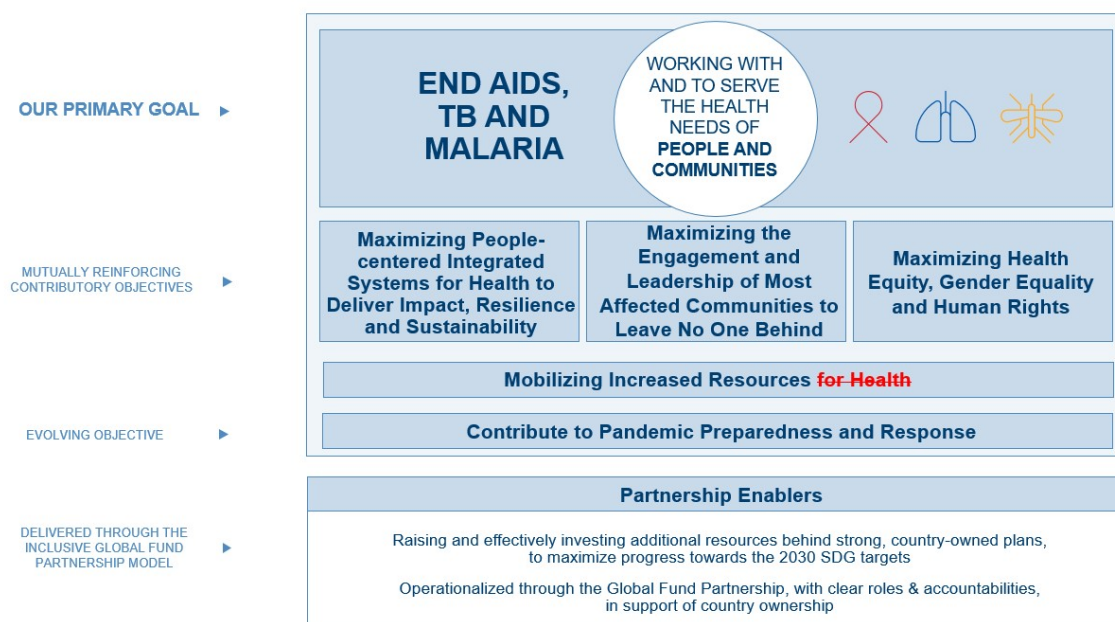 OUR PRIMARY GOAL
END AIDS,
TB AND
MALARIA
WORKING WITH
AND TO SERVE
THE HEALTH
NEEDS OF
PEOPLE AND
COMMUNITIES
MUTUALLY REINFORCING
CONTRIBUTORY OBJECTIVES
Maximizing People-
centered Integrated
Systems for Health to
Deliver Impact, Resilience
and Sustainability
Maximizing the
Engagement and
Leadership of Most
Affected Communities to
Leave No One Behind
Maximizing Health
Equity, Gender Equality
and Human Rights
Mobilizing Increased Resources for Health
EVOLVING OBJECTIVE
Contribute to Pandemic Preparedness and Response
DELIVERED THROUGH THE
INCLUSIVE GLOBAL FUND
PARTNERSHIP MODEL
Partnership Enablers
Raising and effectively investing additional resources behind strong, country-owned plans,
to maximize progress towards the 2030 SDG targets
Operationalized through the Global Fund Partnership, with clear roles & accountabilities,
in support of country ownership